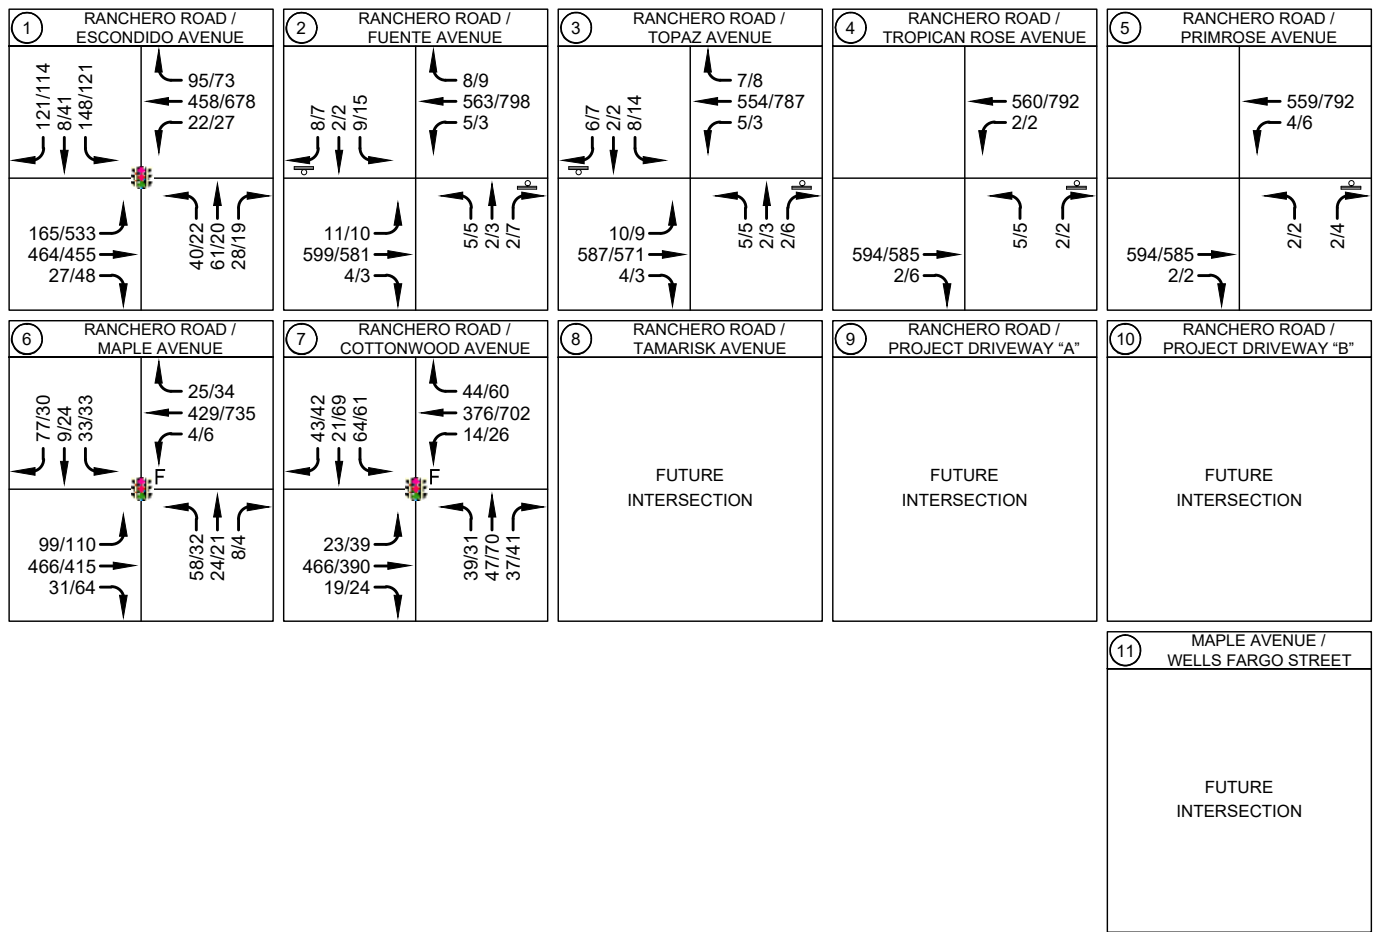 1
RANCHERO ROAD /
ESCONDIDO AVENUE
121/114
8/41
148/121
95/73
458/678
22/27
165/533
464/455
27/48
40/22
61/20
28/19
2
RANCHERO ROAD /
FUENTE AVENUE
8/7
2/2
9/15
8/9
563/798
5/3
11/10
599/581
4/3
5/5
2/3
2/7
3
RANCHERO ROAD /
TOPAZ AVENUE
6/7
2/2
8/14
7/8
554/787
5/3
10/9
587/571
4/3
5/5
2/3
2/6
4
RANCHERO ROAD /
TROPICAN ROSE AVENUE
560/792
2/2
594/585
2/6
5/5
2/2
5
RANCHERO ROAD /
PRIMROSE AVENUE
559/792
4/6
594/585
2/2
2/2
2/4
6
RANCHERO ROAD /
MAPLE AVENUE
77/30
9/24
33/33
25/34
429/735
4/6
F
99/110
466/415
31/64
58/32
24/21
8/4
7
RANCHERO ROAD /
COTTONWOOD AVENUE
43/42
21/69
64/61
44/60
376/702
14/26
F
23/39
466/390
19/24
39/31
47/70
37/41
8
RANCHERO ROAD /
TAMARISK AVENUE
FUTURE
INTERSECTION
9
RANCHERO ROAD /
PROJECT DRIVEWAY “A”
FUTURE
INTERSECTION
10
RANCHERO ROAD /
PROJECT DRIVEWAY “B”
FUTURE
INTERSECTION
11
MAPLE AVENUE /
WELLS FARGO STREET
FUTURE
INTERSECTION